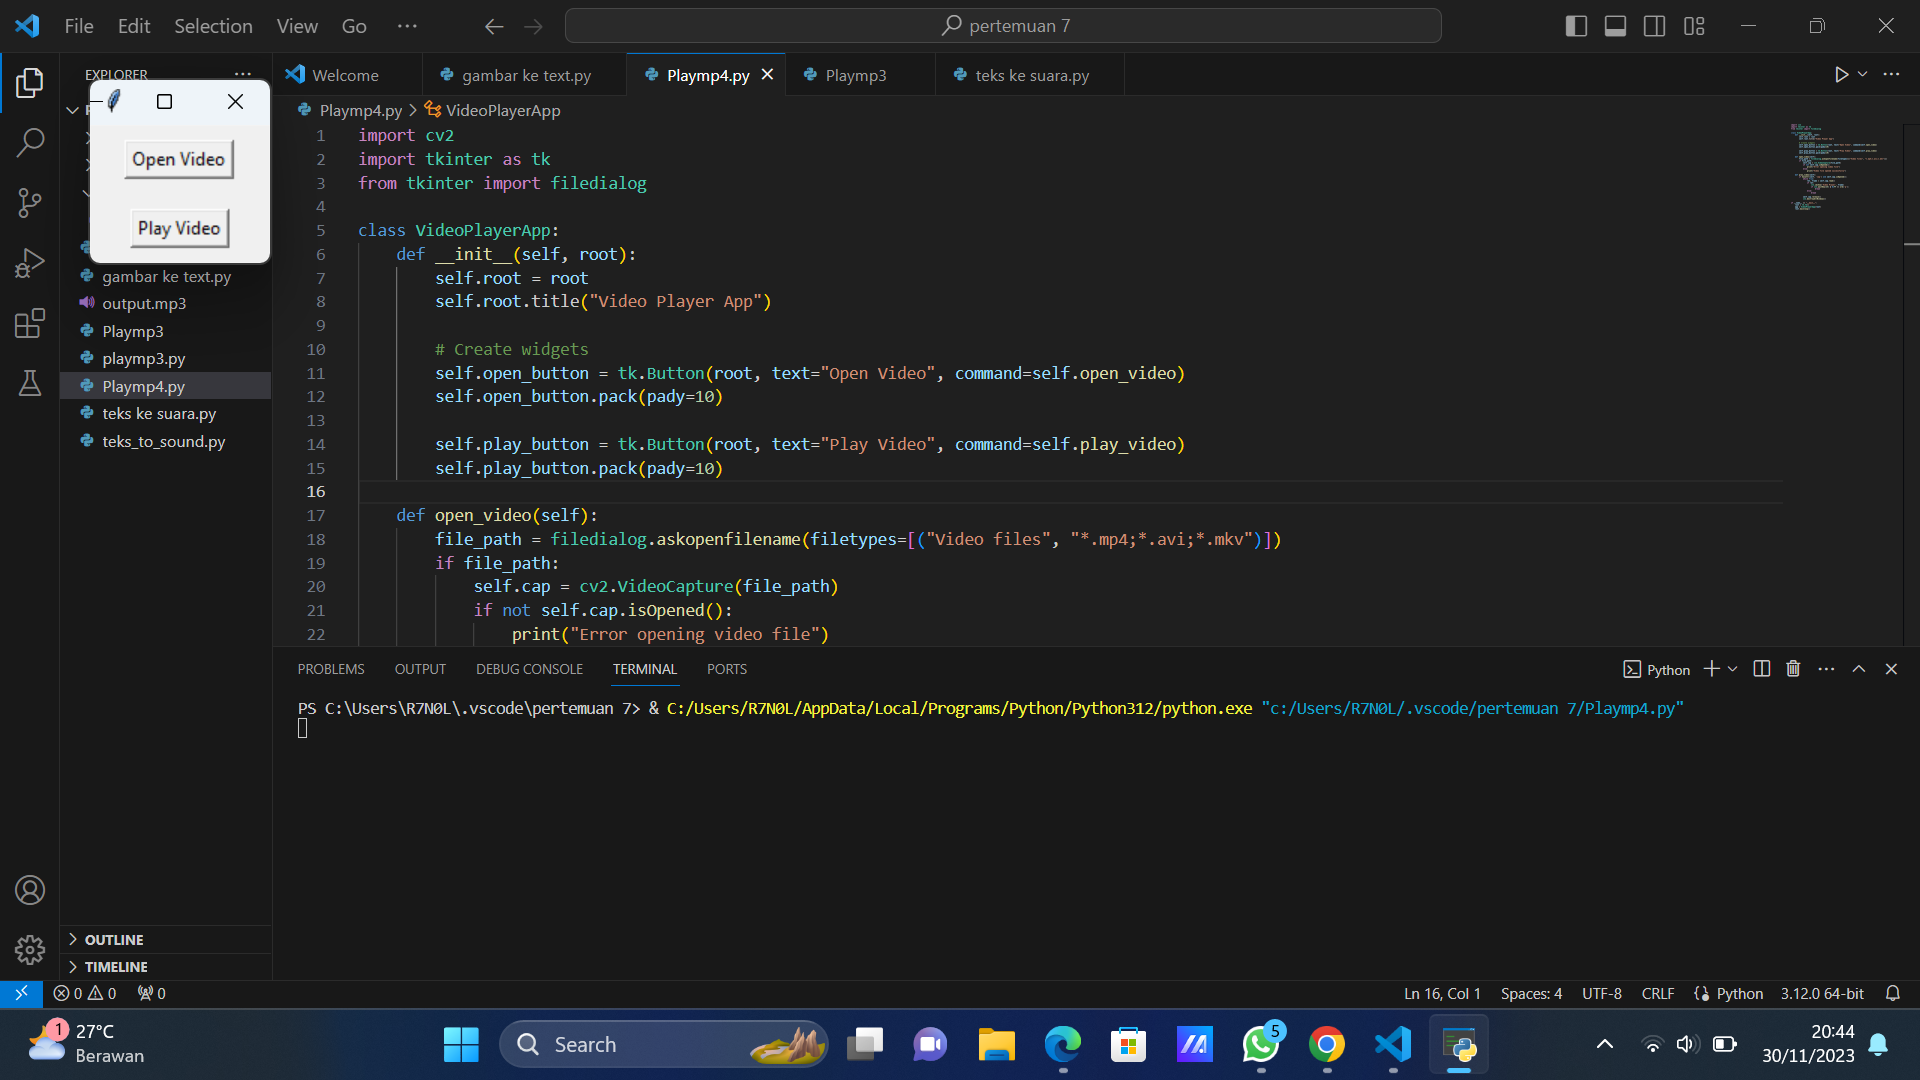 File Edit Selection View Go ··· pertemuan 7
EXPLORER ···
Welcome gambar ke text.py Playmp4.py Playmp3 teks ke suara.py
Playmp4.py > VideoPlayerApp
Open Video
Play Video
gambar ke text.py
output.mp3
Playmp3
playmp3.py
Playmp4.py
teks ke suara.py
teks_to_sound.py
OUTLINE
TIMELINE
1 import cv2
2 import tkinter as tk
3 from tkinter import filedialog
4
5 class VideoPlayerApp:
6 def __init__(self, root):
7 self.root = root
8 self.root.title("Video Player App")
9
10 # Create widgets
11 self.open_button = tk.Button(root, text="Open Video", command=self.open_video)
12 self.open_button.pack(pady=10)
13
14 self.play_button = tk.Button(root, text="Play Video", command=self.play_video)
15 self.play_button.pack(pady=10)
16
17 def open_video(self):
18 file_path = filedialog.askopenfilename(filetypes=[("Video files", "*.mp4;*.avi;*.mkv")])
19 if file_path:
20 self.cap = cv2.VideoCapture(file_path)
21 if not self.cap.isOpened():
22 print("Error opening video file")
PROBLEMS OUTPUT DEBUG CONSOLE TERMINAL PORTS Python
PS C:\Users\R7N0L\.vscode\pertemuan 7> & C:/Users/R7N0L/AppData/Local/Programs/Python/Python312/python.exe "c:/Users/R7N0L/.vscode/pertemuan 7/Playmp4.py"
0 0 0 Ln 16, Col 1 Spaces: 4 UTF-8 CRLF Python 3.12.0 64-bit
1 27°C
Berawan
Search
5
20:44
30/11/2023